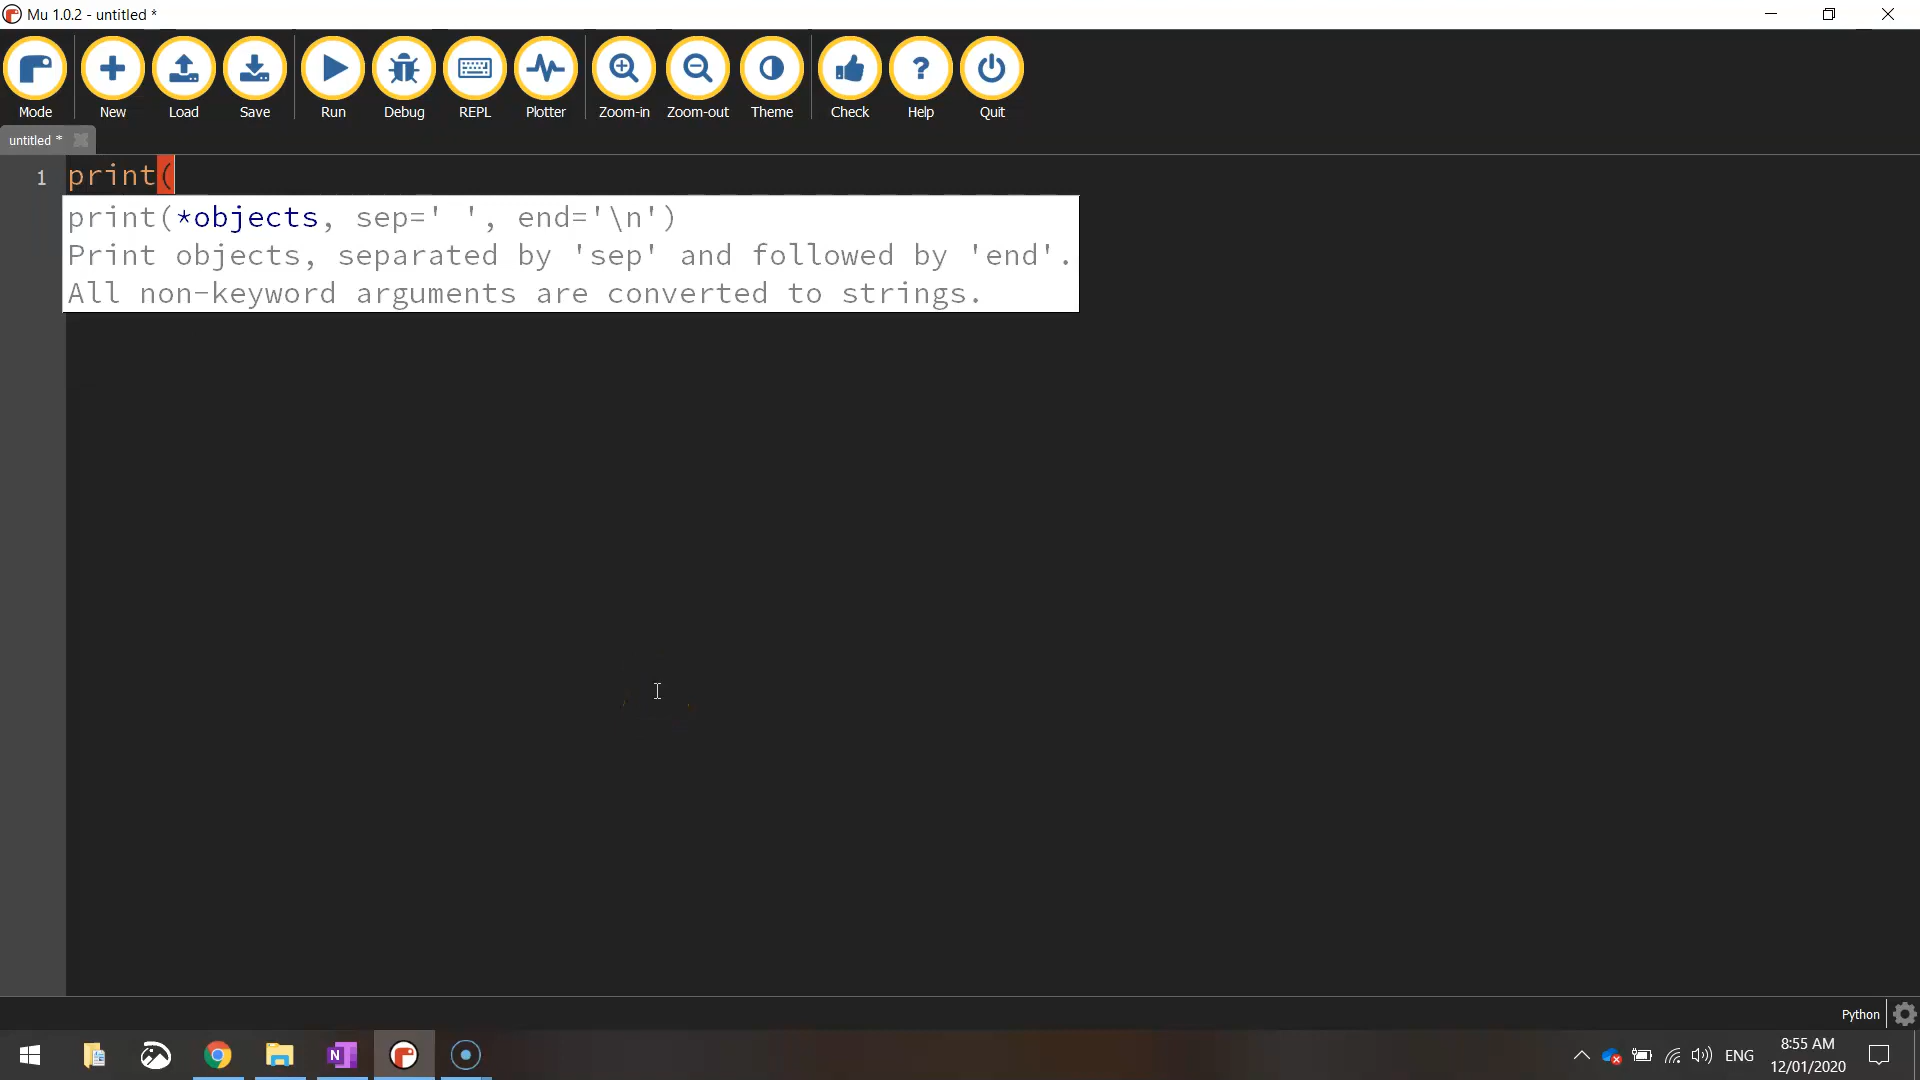 Mu 1.0.2 - untitled *
Mode New Load Save Run Debug REPL Plotter Zoom-in Zoom-out Theme Check Help Quit
untitled *
1 print(
print(*objects, sep=' ', end='\n')
Print objects, separated by 'sep' and followed by 'end'.
All non-keyword arguments are converted to strings.
Python
N ENG 8:55 AM
12/01/2020